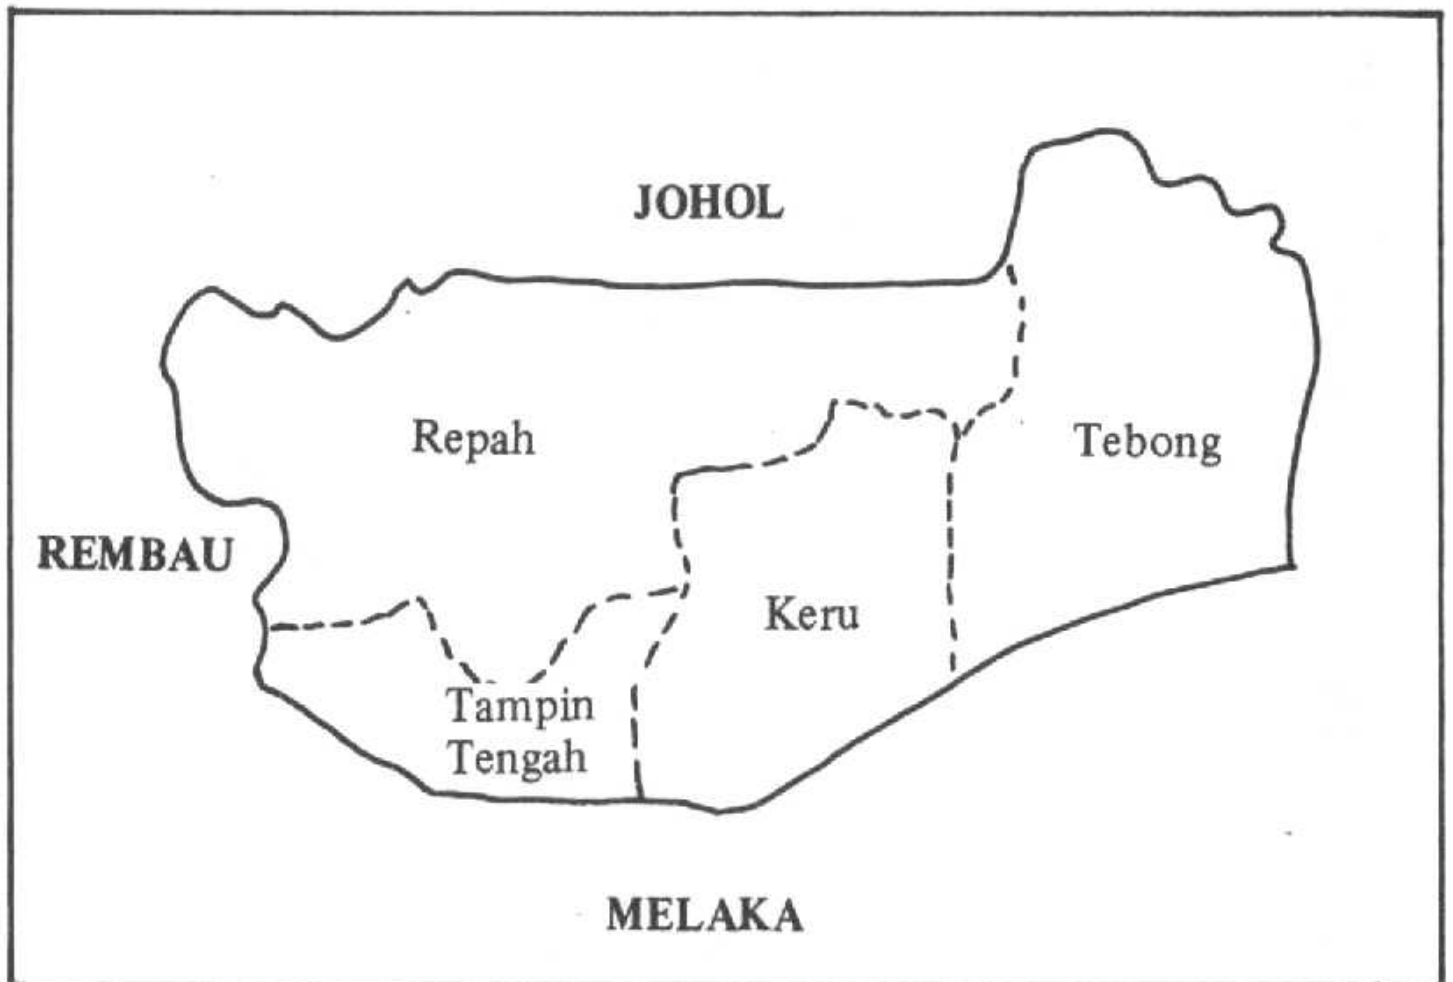 JOHOL
Repah
Tebong
REMBAU
Keru
Tampin
Tengah
MELAKA